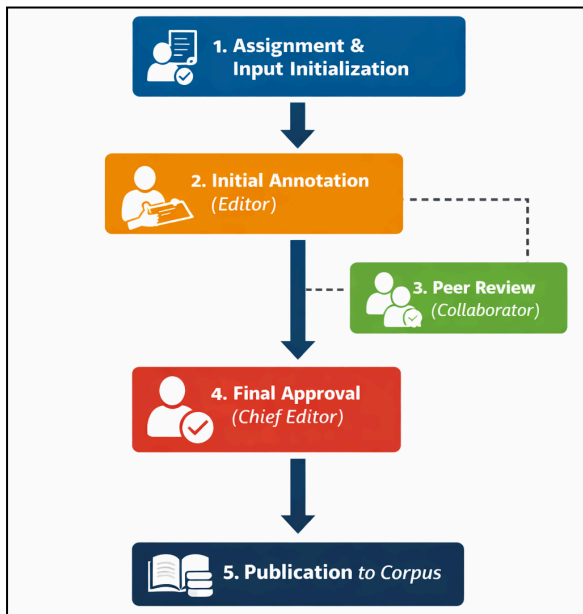 1. Assignment &
Input Initialization
2. Initial Annotation
(Editor)
3. Peer Review
(Collaborator)
4. Final Approval
(Chief Editor)
5. Publication to Corpus